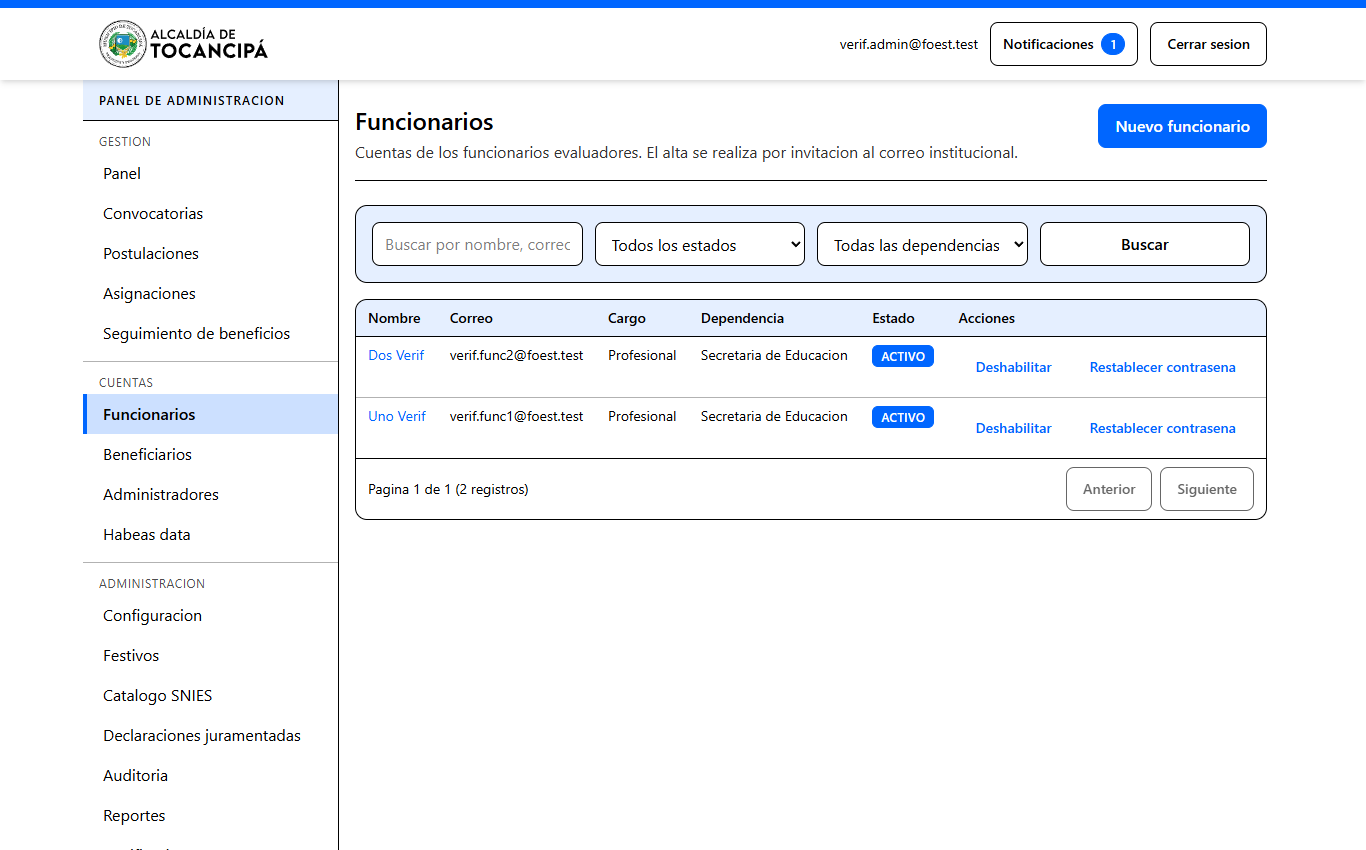 ALCALDÍA DE
TOCANCIPÁ
verif.admin@foest.test
Notificaciones 1
Cerrar sesion
PANEL DE ADMINISTRACION
GESTION
Panel
Convocatorias
Postulaciones
Asignaciones
Seguimiento de beneficios
CUENTAS
Funcionarios
Beneficiarios
Administradores
Habeas data
ADMINISTRACION
Configuracion
Festivos
Catalogo SNIES
Declaraciones juramentadas
Auditoria
Reportes
Funcionarios
Cuentas de los funcionarios evaluadores. El alta se realiza por invitacion al correo institucional.
Nuevo funcionario
Buscar por nombre, correc
Todos los estados
Todas las dependencias
Buscar
Nombre Correo Cargo Dependencia Estado Acciones
Dos Verif verif.func2@foest.test Profesional Secretaria de Educacion ACTIVO Deshabilitar Restablecer contrasena
Uno Verif verif.func1@foest.test Profesional Secretaria de Educacion ACTIVO Deshabilitar Restablecer contrasena
Pagina 1 de 1 (2 registros)
Anterior
Siguiente